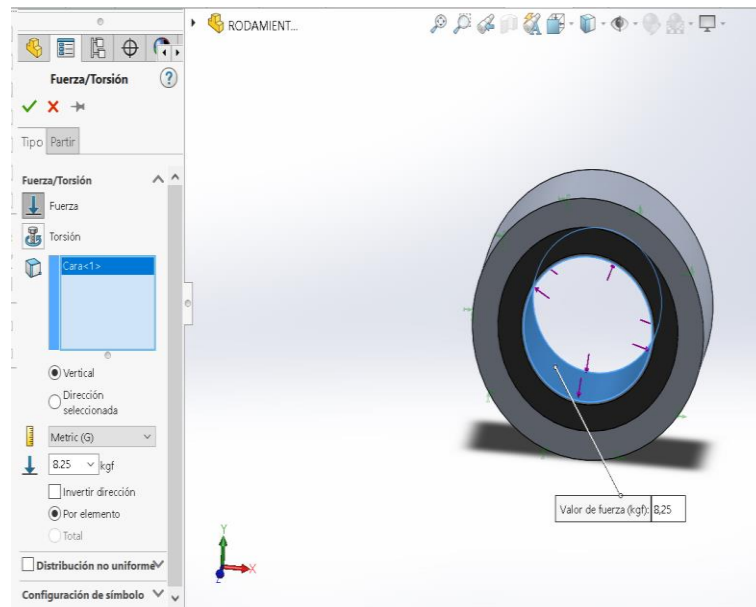 RODAMIENT...
Fuerza/Torsión
?
Tipo Partir
Fuerza/Torsión
Fuerza
Torsión
Cara<1>
Vertical
Dirección
seleccionada
Metric (G)
8.25 kgf
Invertir dirección
Por elemento
Total
Distribución no uniforme
Configuración de símbolo
Valor de fuerza (kgf): 8,25
Y
X
Z